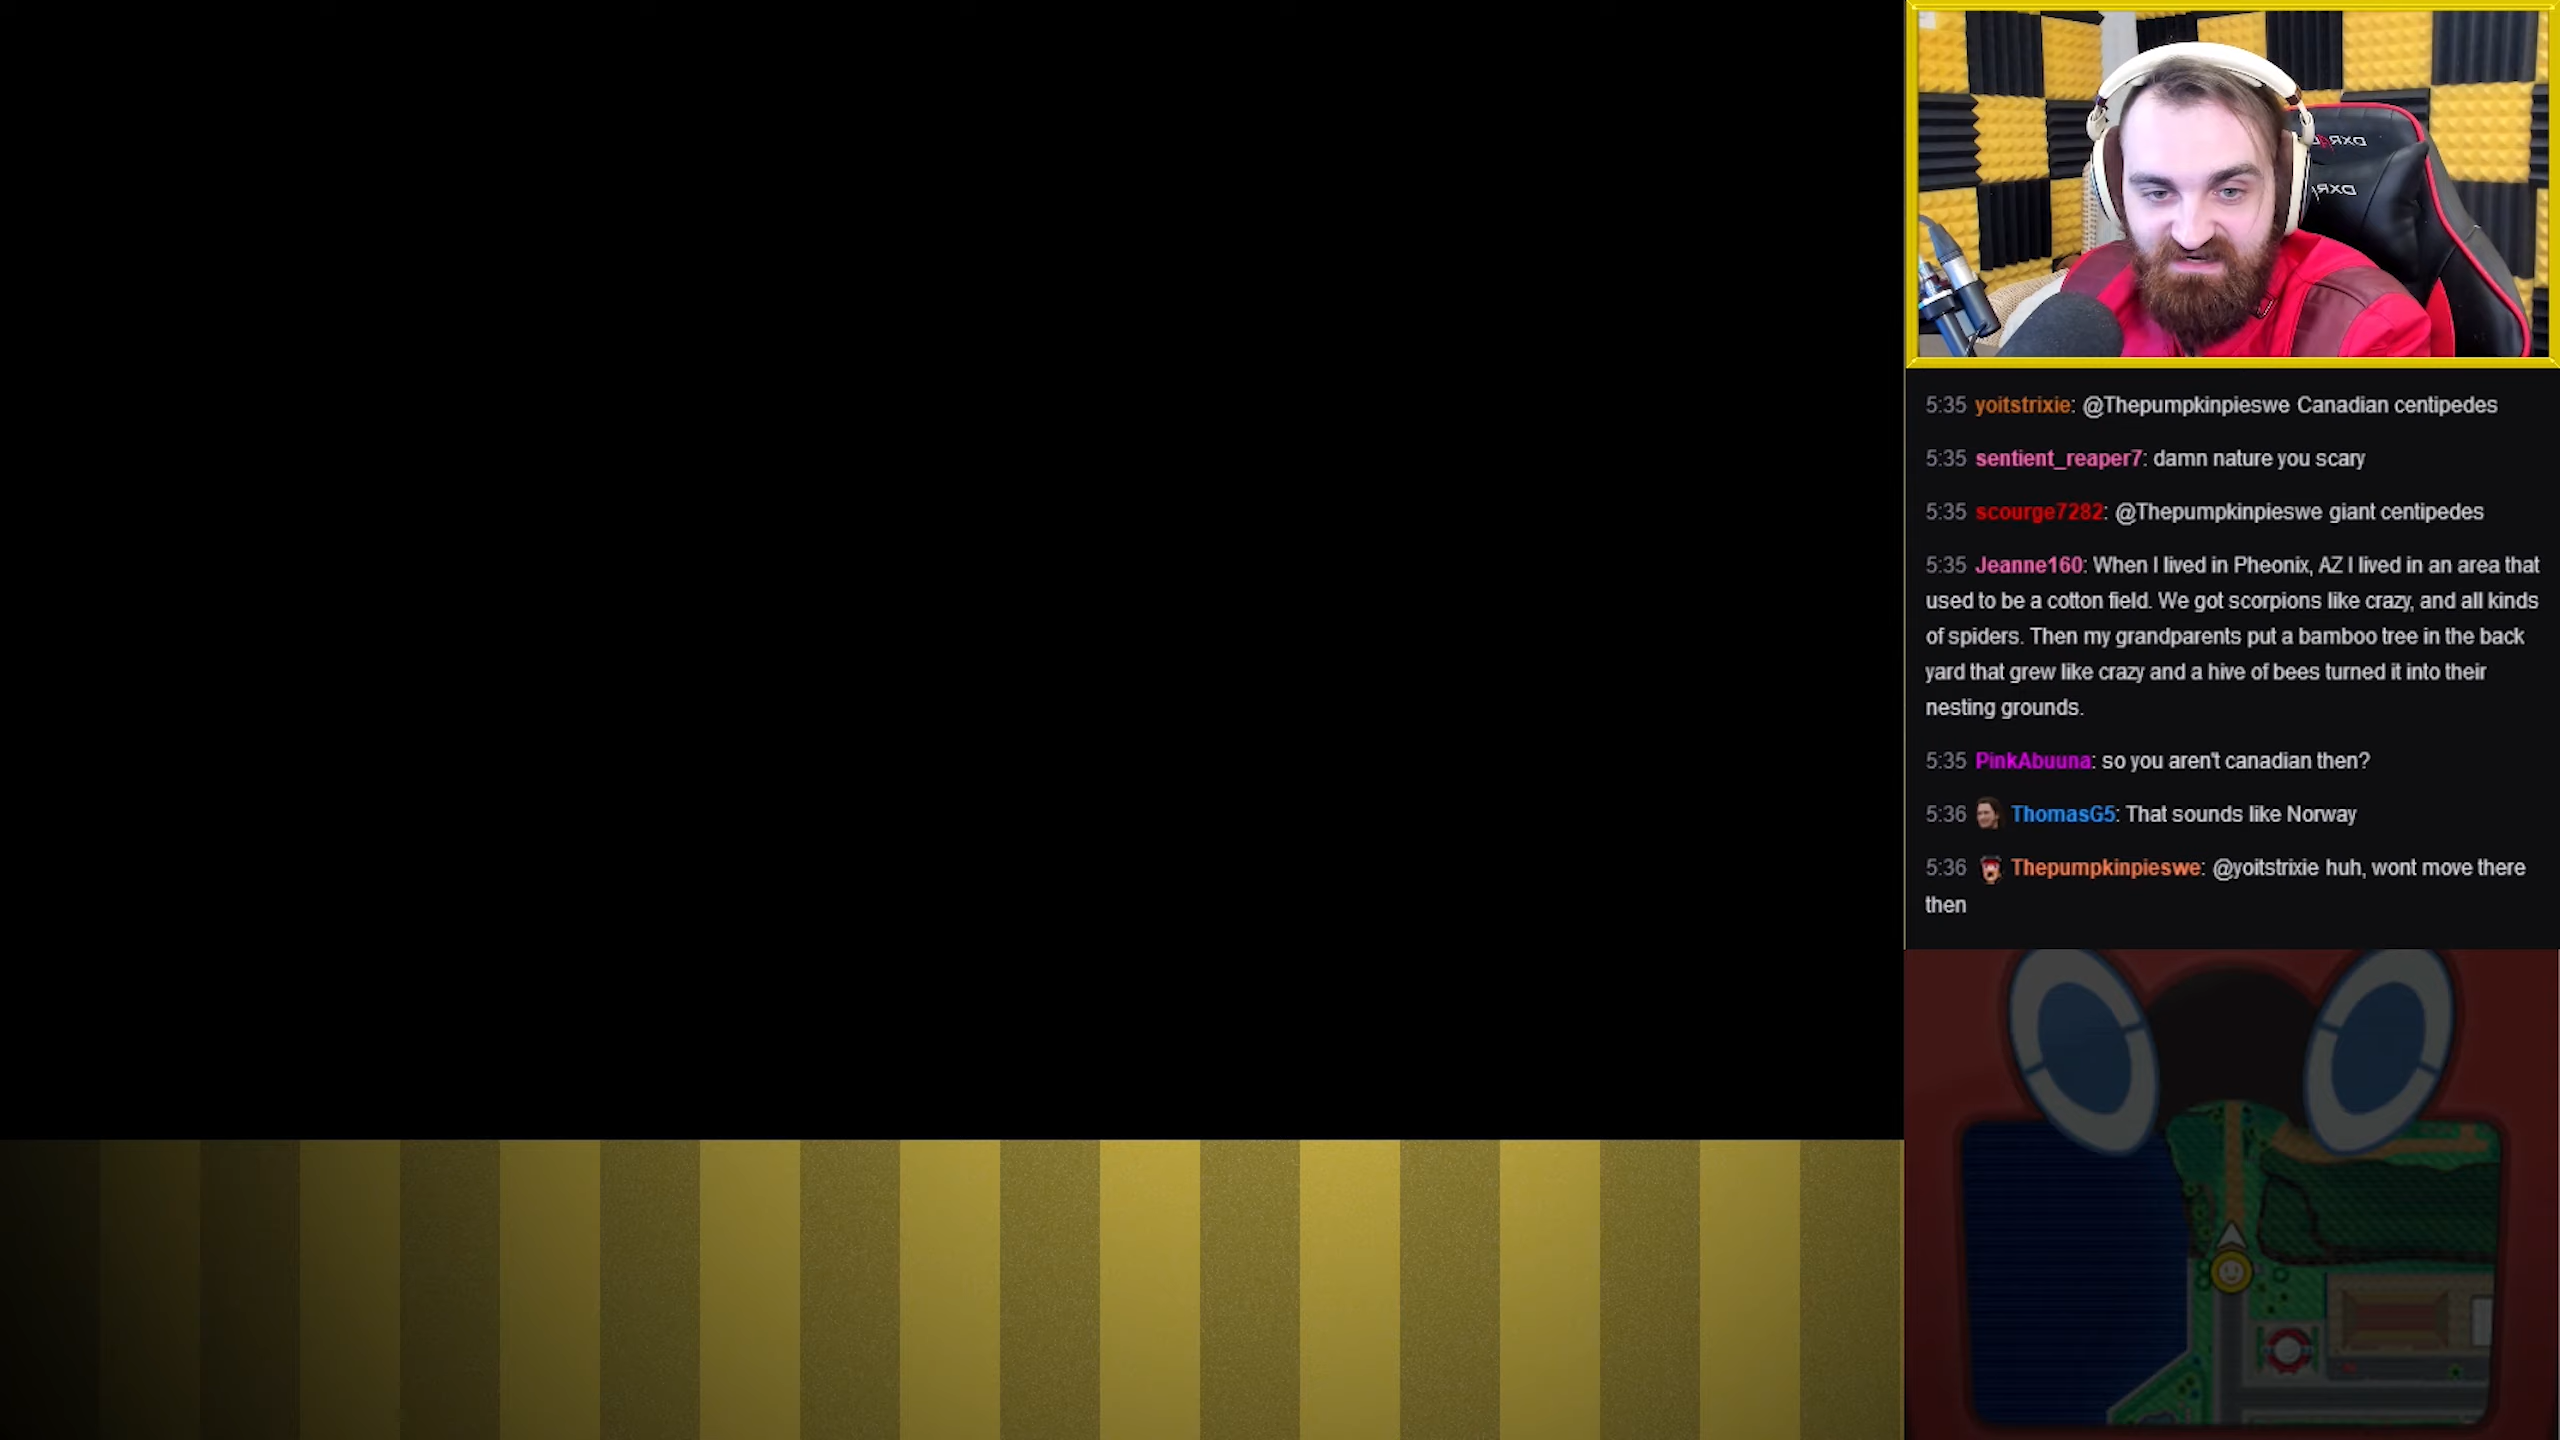 5:35 yoitstrixie: @Thepumpkinpieswe Canadian centipedes
5:35 sentient_reaper7: damn nature you scary
5:35 scourge7282: @Thepumpkinpieswe giant centipedes
5:35 Jeanne160: When I lived in Pheonix, AZ I lived in an area that
used to be a cotton field. We got scorpions like crazy, and all kinds
of spiders. Then my grandparents put a bamboo tree in the back
yard that grew like crazy and a hive of bees turned it into their
nesting grounds.
5:35 PinkAbuuna: so you aren't canadian then?
5:36 ThomasG5: That sounds like Norway
5:36 Thepumpkinpieswe: @yoitstrixie huh, wont move there
then